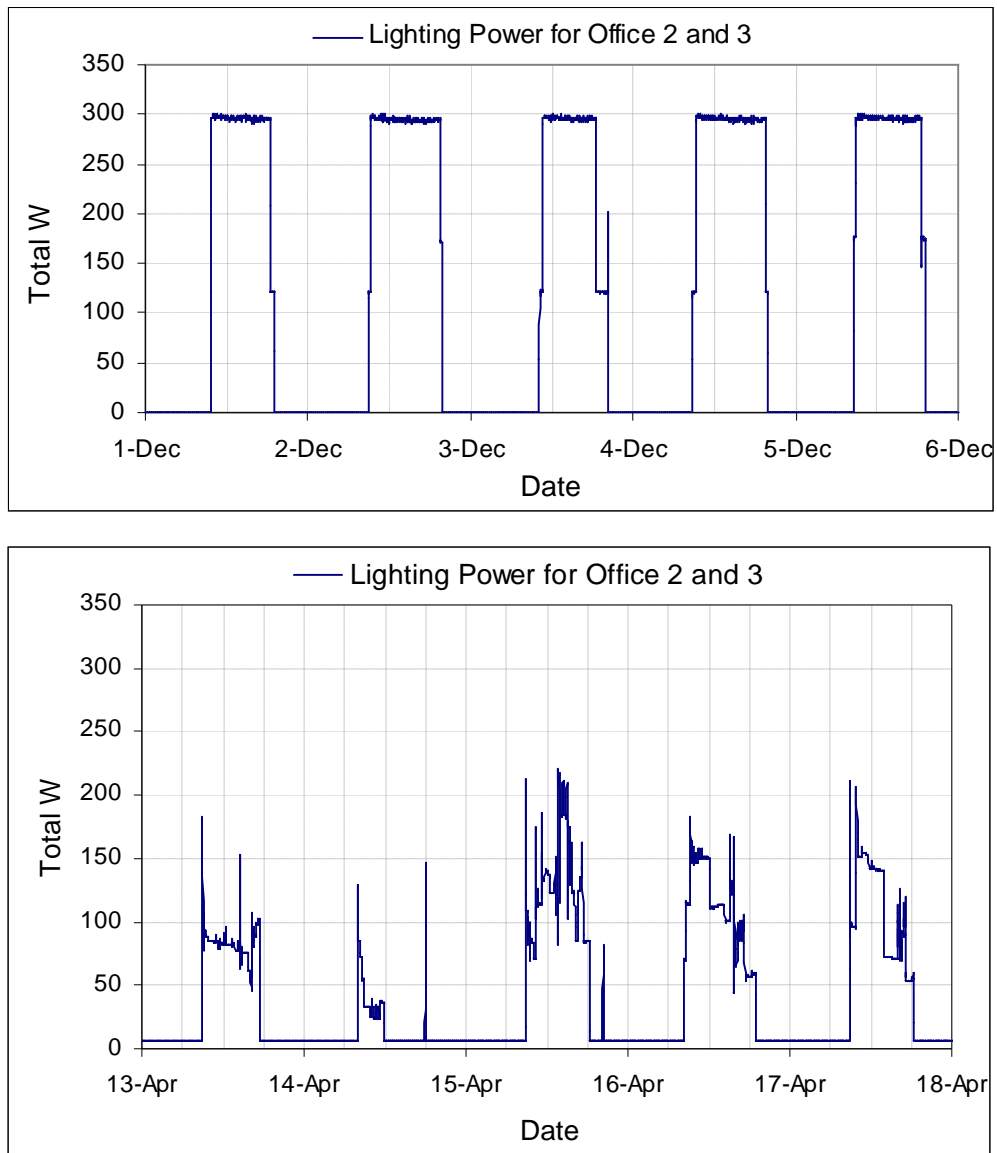 Lighting Power for Office 2 and 3
350
300
250
200
150
100
50
0
Total W
1-Dec 2-Dec 3-Dec 4-Dec 5-Dec 6-Dec
Date
Lighting Power for Office 2 and 3
350
300
250
200
150
100
50
0
Total W
13-Apr 14-Apr 15-Apr 16-Apr 17-Apr 18-Apr
Date